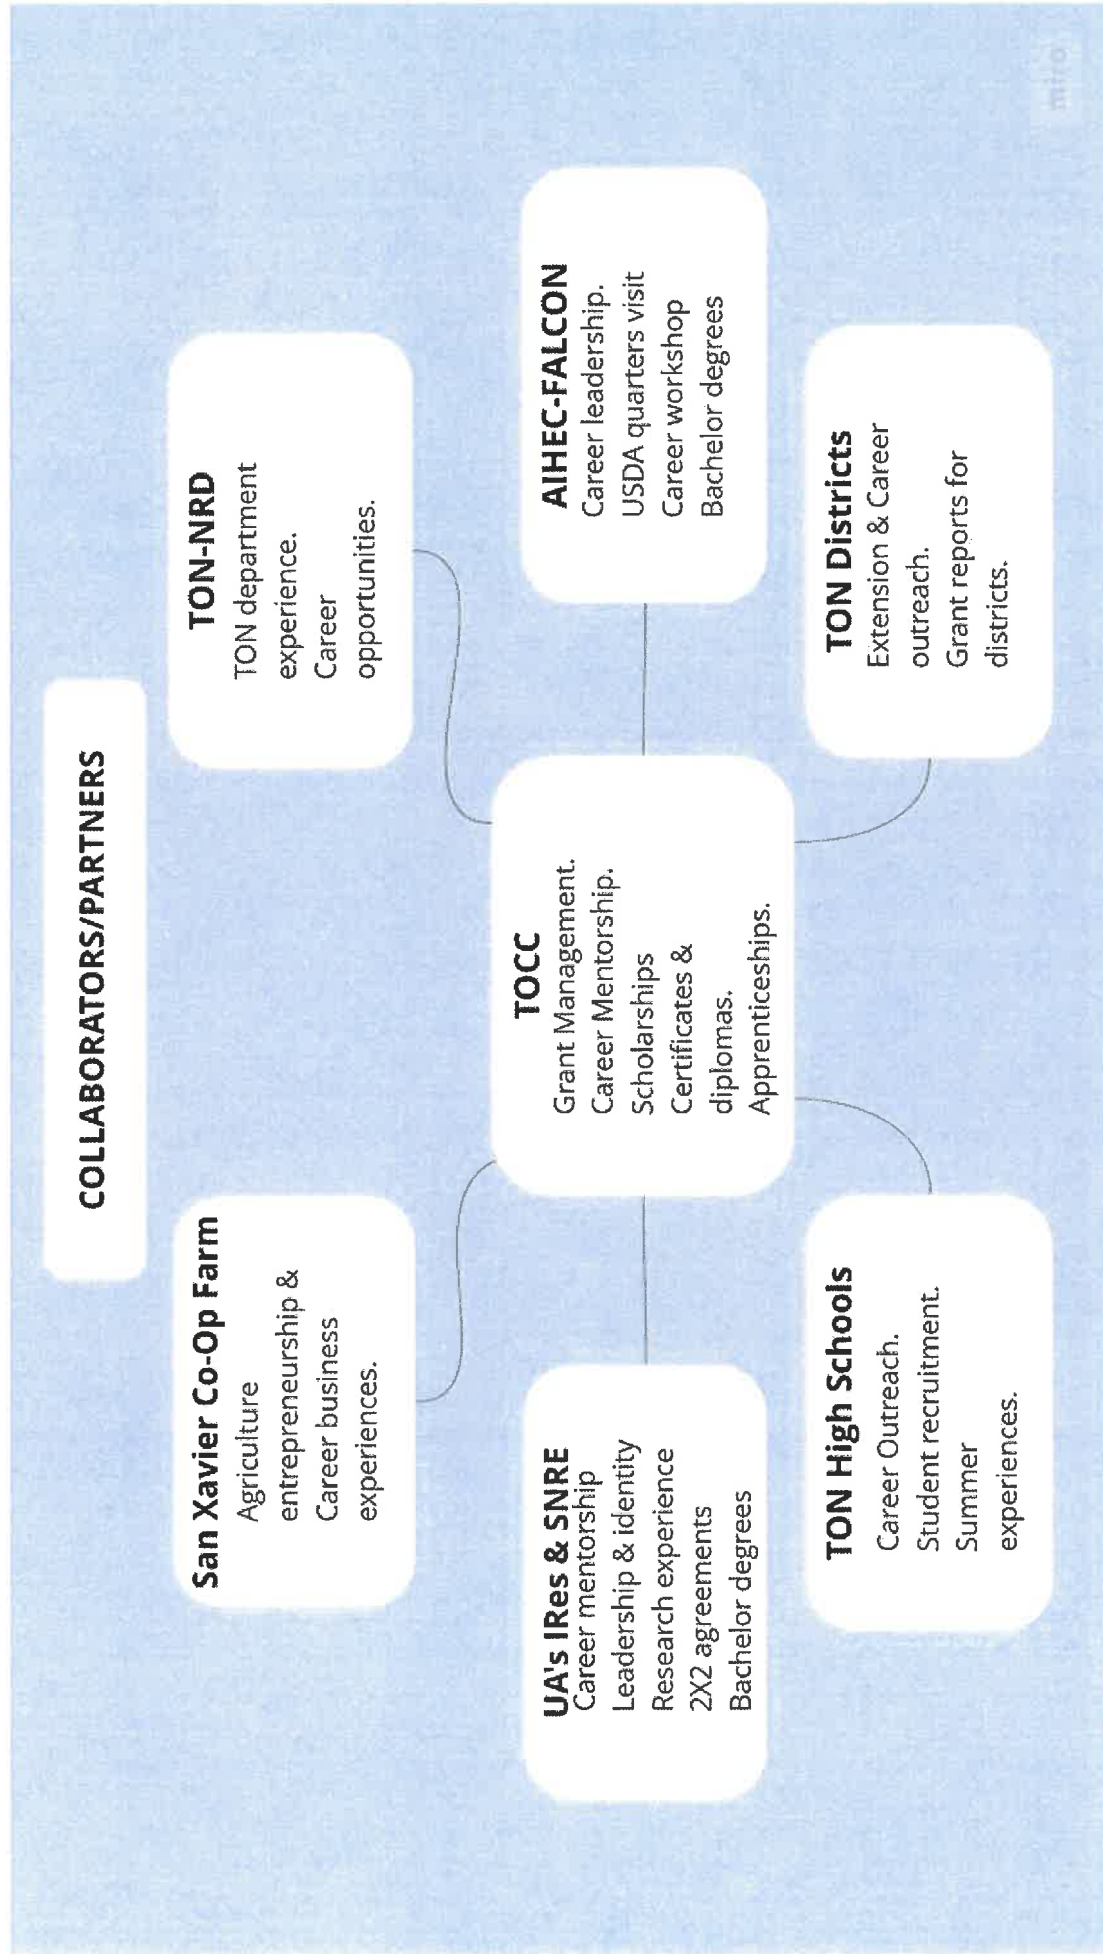 COLLABORATORS/PARTNERS
San Xavier Co-Op Farm
Agriculture
entrepreneurship &
Career business
experiences.
TON-NRD
TON department
experience.
Career
opportunities.
UA's IRes & SNRE
Career mentorship
Leadership & identity
Research experience
2X2 agreements
Bachelor degrees
TOCC
Grant Management.
Career Mentorship.
Scholarships
Certificates &
diplomas.
Apprenticeships.
AIHEC-FALCON
Career leadership.
USDA quarters visit
Career workshop
Bachelor degrees
TON High Schools
Career Outreach.
Student recruitment.
Summer
experiences.
TON Districts
Extension & Career
outreach.
Grant reports for
districts.
miro